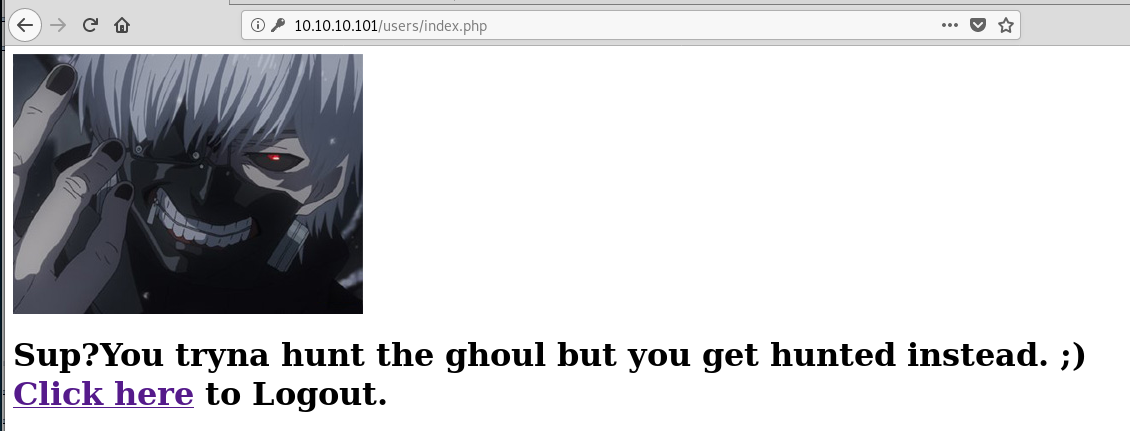 10.10.10.101/users/index.php
Sup?You tryna hunt the ghoul but you get hunted instead. ;)
Click here to Logout.